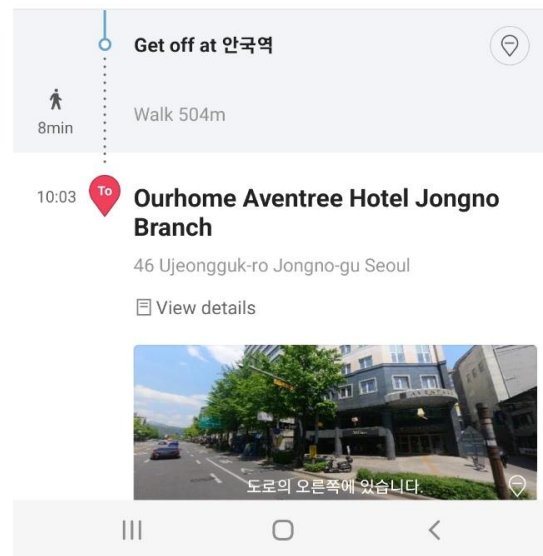 Get off at 안국역
Walk 504m
8min
10:03
To
Ourhome Aventree Hotel Jongno
Branch
46 Ujeongguk-ro Jongno-gu Seoul
View details
도로의 오른쪽에 있습니다.